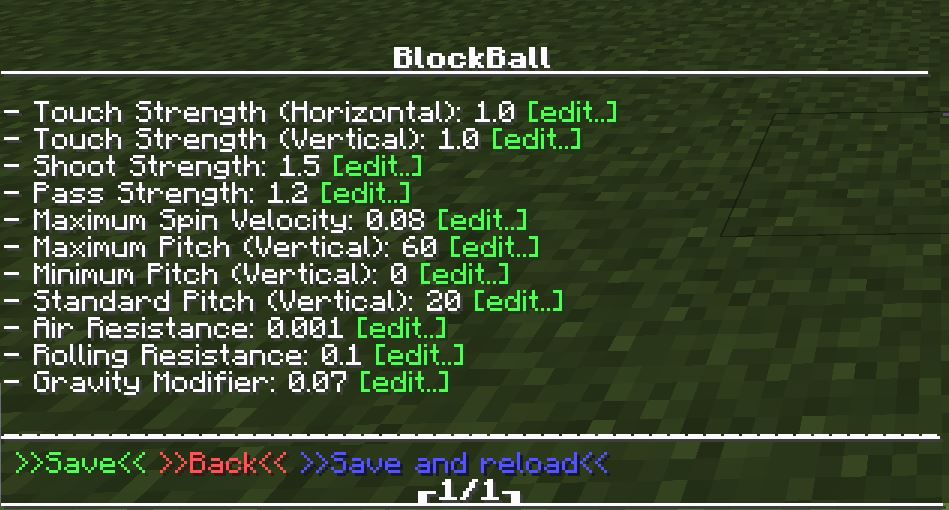 BlockBall
- Touch Strength (Horizontal): 1.0 [edit..]
- Touch Strength (Vertical): 1.0 [edit..]
- Shoot Strength: 1.5 [edit..]
- Pass Strength: 1.2 [edit..]
- Maximum Spin Velocity: 0.08 [edit..]
- Maximum Pitch (Vertical): 60 [edit..]
- Minimum Pitch (Vertical): 0 [edit..]
- Standard Pitch (Vertical): 20 [edit..]
- Air Resistance: 0.001 [edit..]
- Rolling Resistance: 0.1 [edit..]
- Gravity Modifier: 0.07 [edit..]
>>Save<< >>Back<< >>Save and reload<<
┌1/1┐